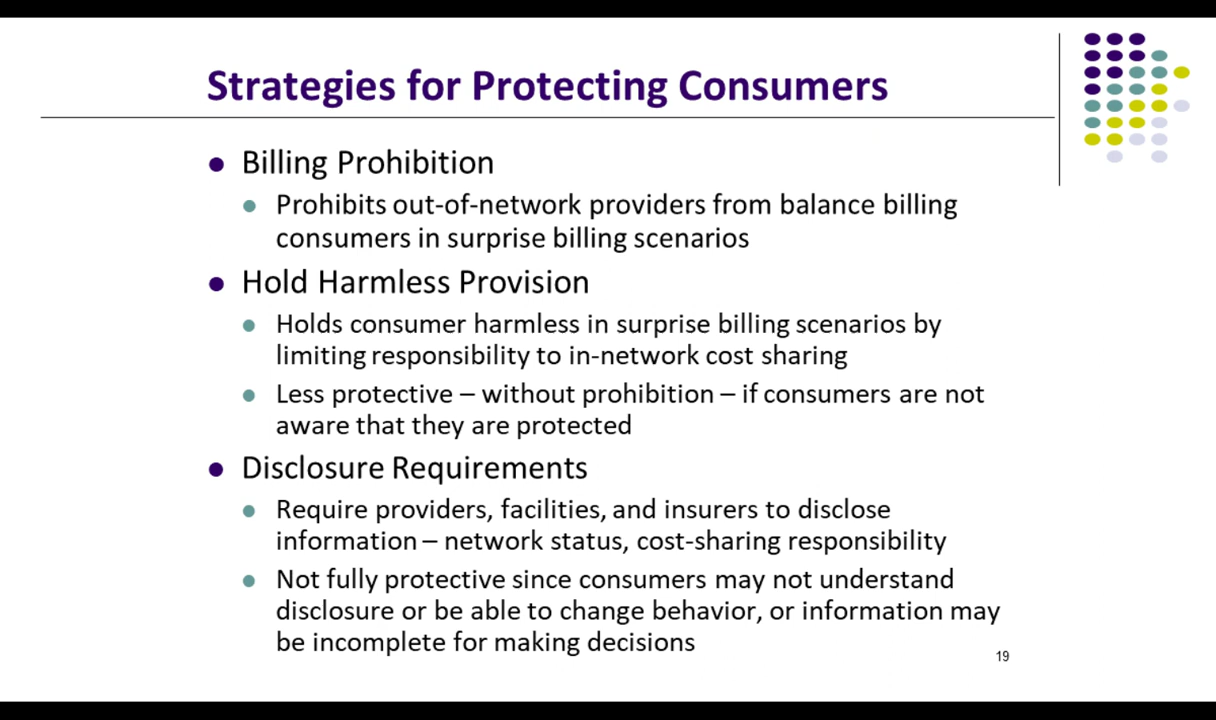 Strategies for Protecting Consumers
Billing Prohibition
Prohibits out-of-network providers from balance billing
consumers in surprise billing scenarios
Hold Harmless Provision
Holds consumer harmless in surprise billing scenarios by
limiting responsibility to in-network cost sharing
Less protective – without prohibition – if consumers are not
aware that they are protected
Disclosure Requirements
Require providers, facilities, and insurers to disclose
information – network status, cost-sharing responsibility
Not fully protective since consumers may not understand
disclosure or be able to change behavior, or information may
be incomplete for making decisions
19